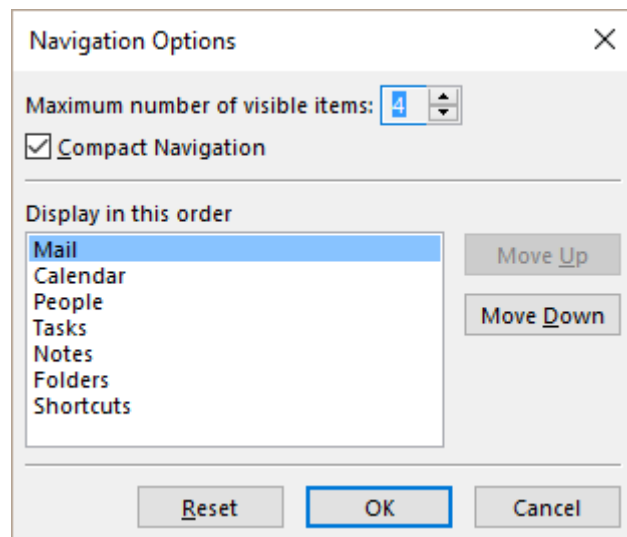 Navigation Options
Maximum number of visible items: 4
Compact Navigation
Display in this order
Mail
Calendar
People
Tasks
Notes
Folders
Shortcuts
Move Up
Move Down
Reset OK Cancel